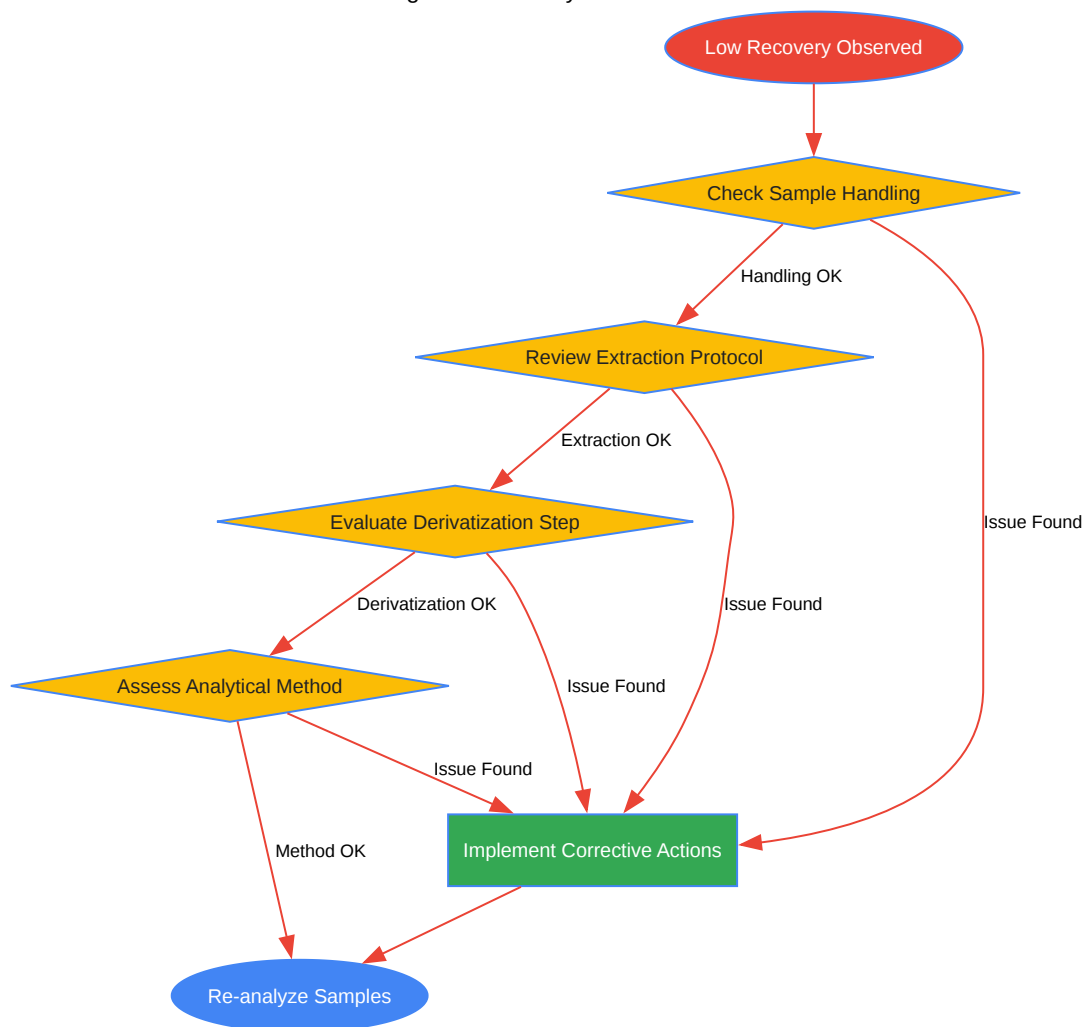 Low Recovery Observed
Check Sample Handling
Handling OK
Review Extraction Protocol
Extraction OK
Evaluate Derivatization Step
Issue Found
Derivatization OK
Issue Found
Assess Analytical Method
Issue Found
Issue Found
Method OK
Implement Corrective Actions
Re-analyze Samples